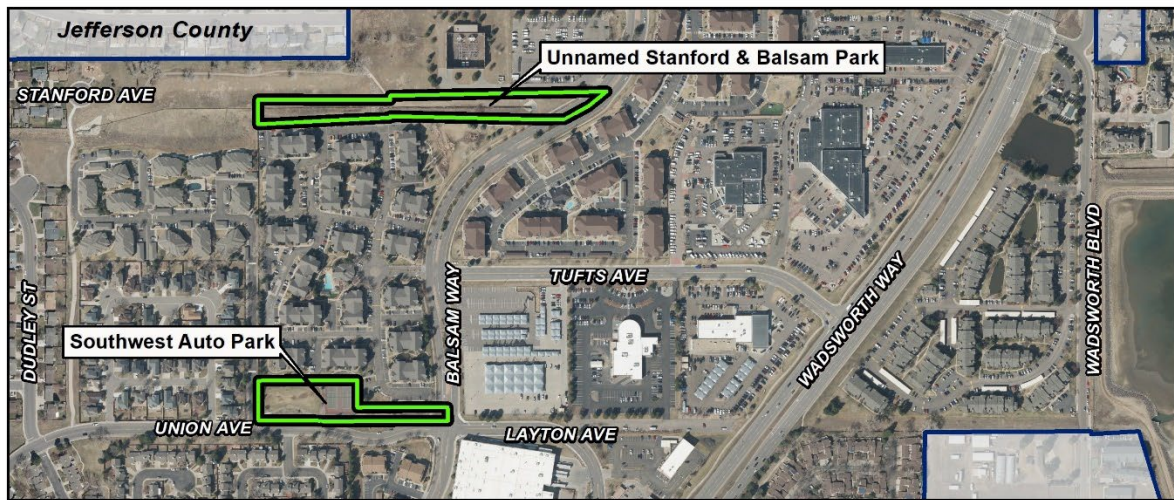 Jefferson County
Unnamed Stanford & Balsam Park
STANFORD AVE
TUFTS AVE
DUDLEY ST
BALSAM WAY
WADSWORTH WAY
WADSWORTH BLVD
Southwest Auto Park
UNION AVE
LAYTON AVE